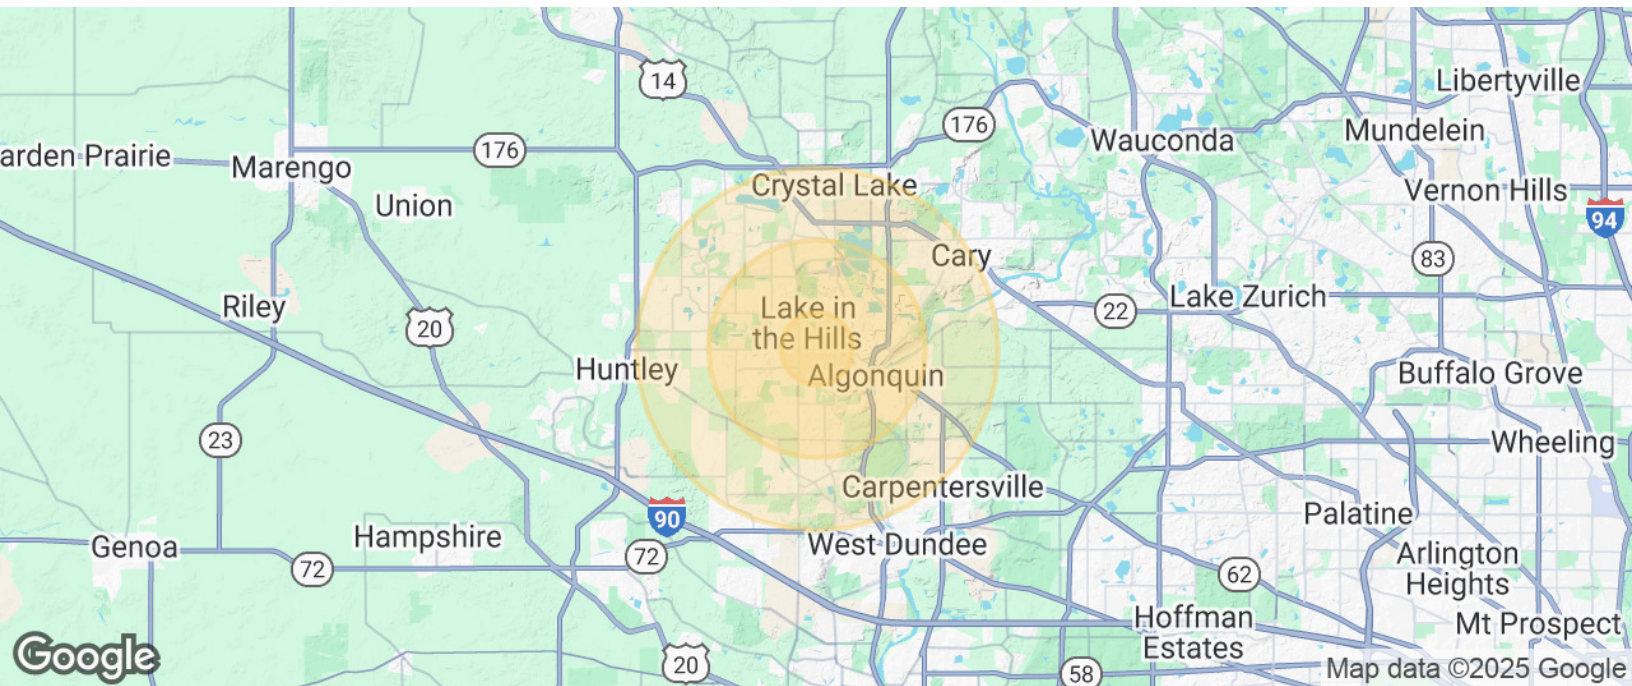 14
Libertyville
176
Mundelein
Wauconda
176
arden Prairie
Marengo
Crystal Lake
Vernon Hills
Union
94
Cary
83
Lake Zurich
Riley
Lake in
the Hills
22
20
Huntley
Algonquin
Buffalo Grove
23
Wheeling
Carpentersville
90
Palatine
Hampshire
Genoa
West Dundee
72
Arlington
Heights
72
62
Hoffman
Estates
Mt Prospect
Google
20
58
Map data ©2025 Google